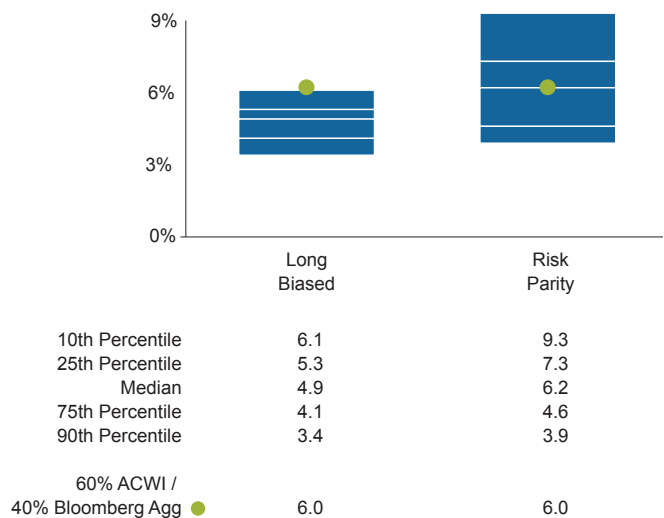 9%
6%
3%
0%
Long
Biased
Risk
Parity
10th Percentile 6.1 9.3
25th Percentile 5.3 7.3
Median 4.9 6.2
75th Percentile 4.1 4.6
90th Percentile 3.4 3.9
60% ACWI /
40% Bloomberg Agg 6.0 6.0